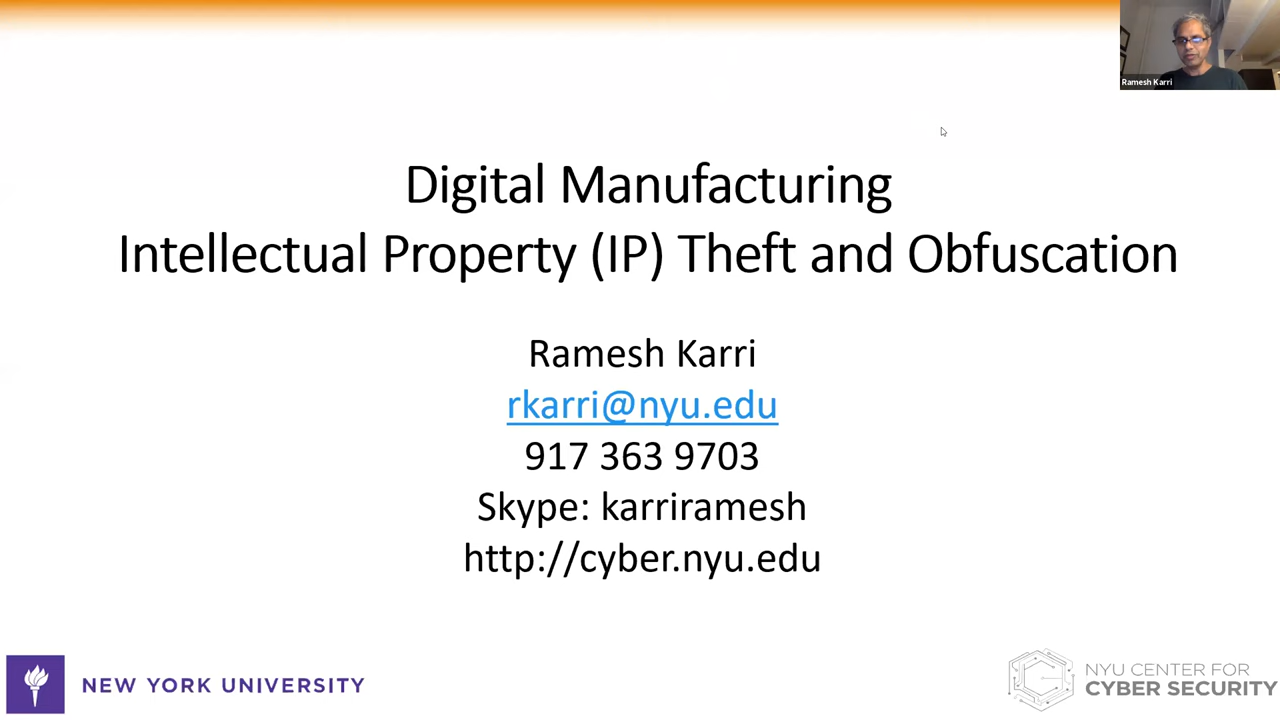 Ramesh Karri
Digital Manufacturing
Intellectual Property (IP) Theft and Obfuscation
Ramesh Karri
rkarri@nyu.edu
917 363 9703
Skype: karriramesh
http://cyber.nyu.edu
NEW YORK UNIVERSITY
NYU CENTER FOR
CYBER SECURITY